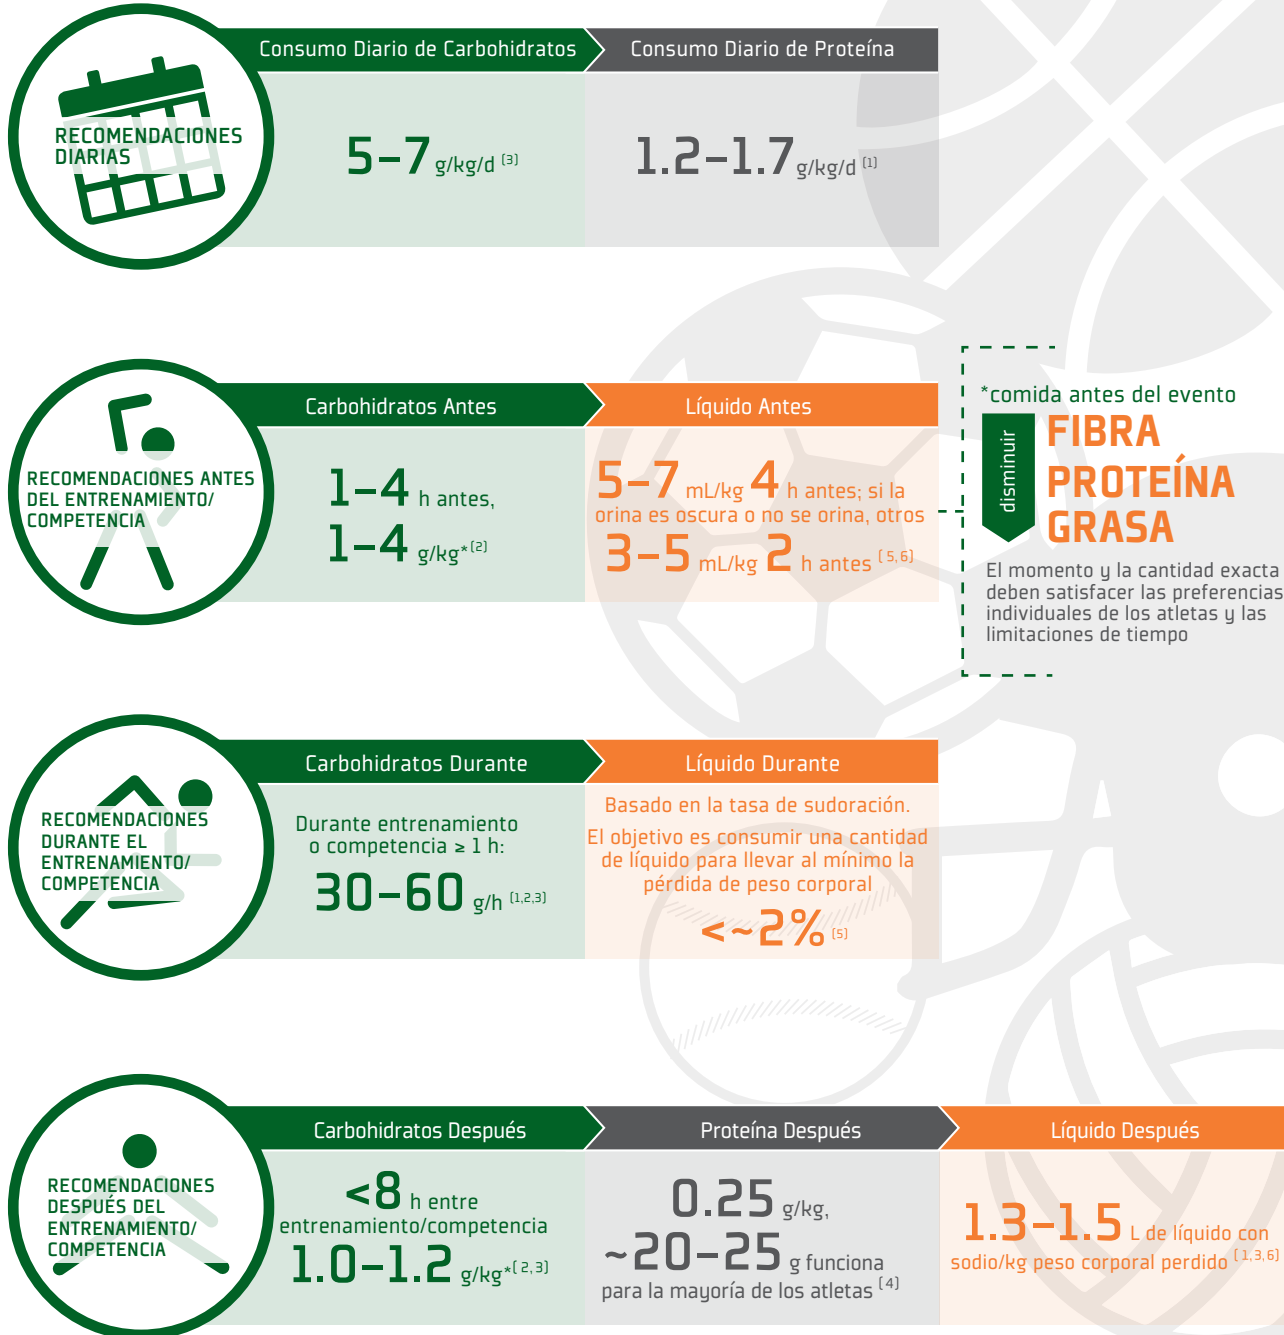 Consumo Diario de Carbohidratos
Consumo Diario de Proteína
RECOMENDACIONES
DIARIAS
5–7 g/kg/d (3)
1.2–1.7 g/kg/d (1)
Carbohidratos Antes
Líquido Antes
RECOMENDACIONES ANTES
DEL ENTRENAMIENTO/
COMPETENCIA
1–4 h antes,
1–4 g/kg*(2)
5–7 mL/kg 4 h antes; si la
orina es oscura o no se orina, otros
3–5 mL/kg 2 h antes (5,6)
*comida antes del evento
disminuir
FIBRA
PROTEÍNA
GRASA
El momento y la cantidad exacta
deben satisfacer las preferencias
individuales de los atletas y las
limitaciones de tiempo
Carbohidratos Durante
Líquido Durante
RECOMENDACIONES
DURANTE EL
ENTRENAMIENTO/
COMPETENCIA
Durante entrenamiento
o competencia ≥ 1 h:
30–60 g/h (1,2,3)
Basado en la tasa de sudoración.
El objetivo es consumir una cantidad
de líquido para llevar al mínimo la
pérdida de peso corporal
<~2% (5)
Carbohidratos Después
Proteína Después
Líquido Después
RECOMENDACIONES
DESPUÉS DEL
ENTRENAMIENTO/
COMPETENCIA
<8 h entre
entrenamiento/competencia
1.0–1.2 g/kg*(2,3)
0.25 g/kg,
~20–25 g funciona
para la mayoría de los atletas (4)
1.3–1.5 L de líquido con
sodio/kg peso corporal perdido (1,3,6)